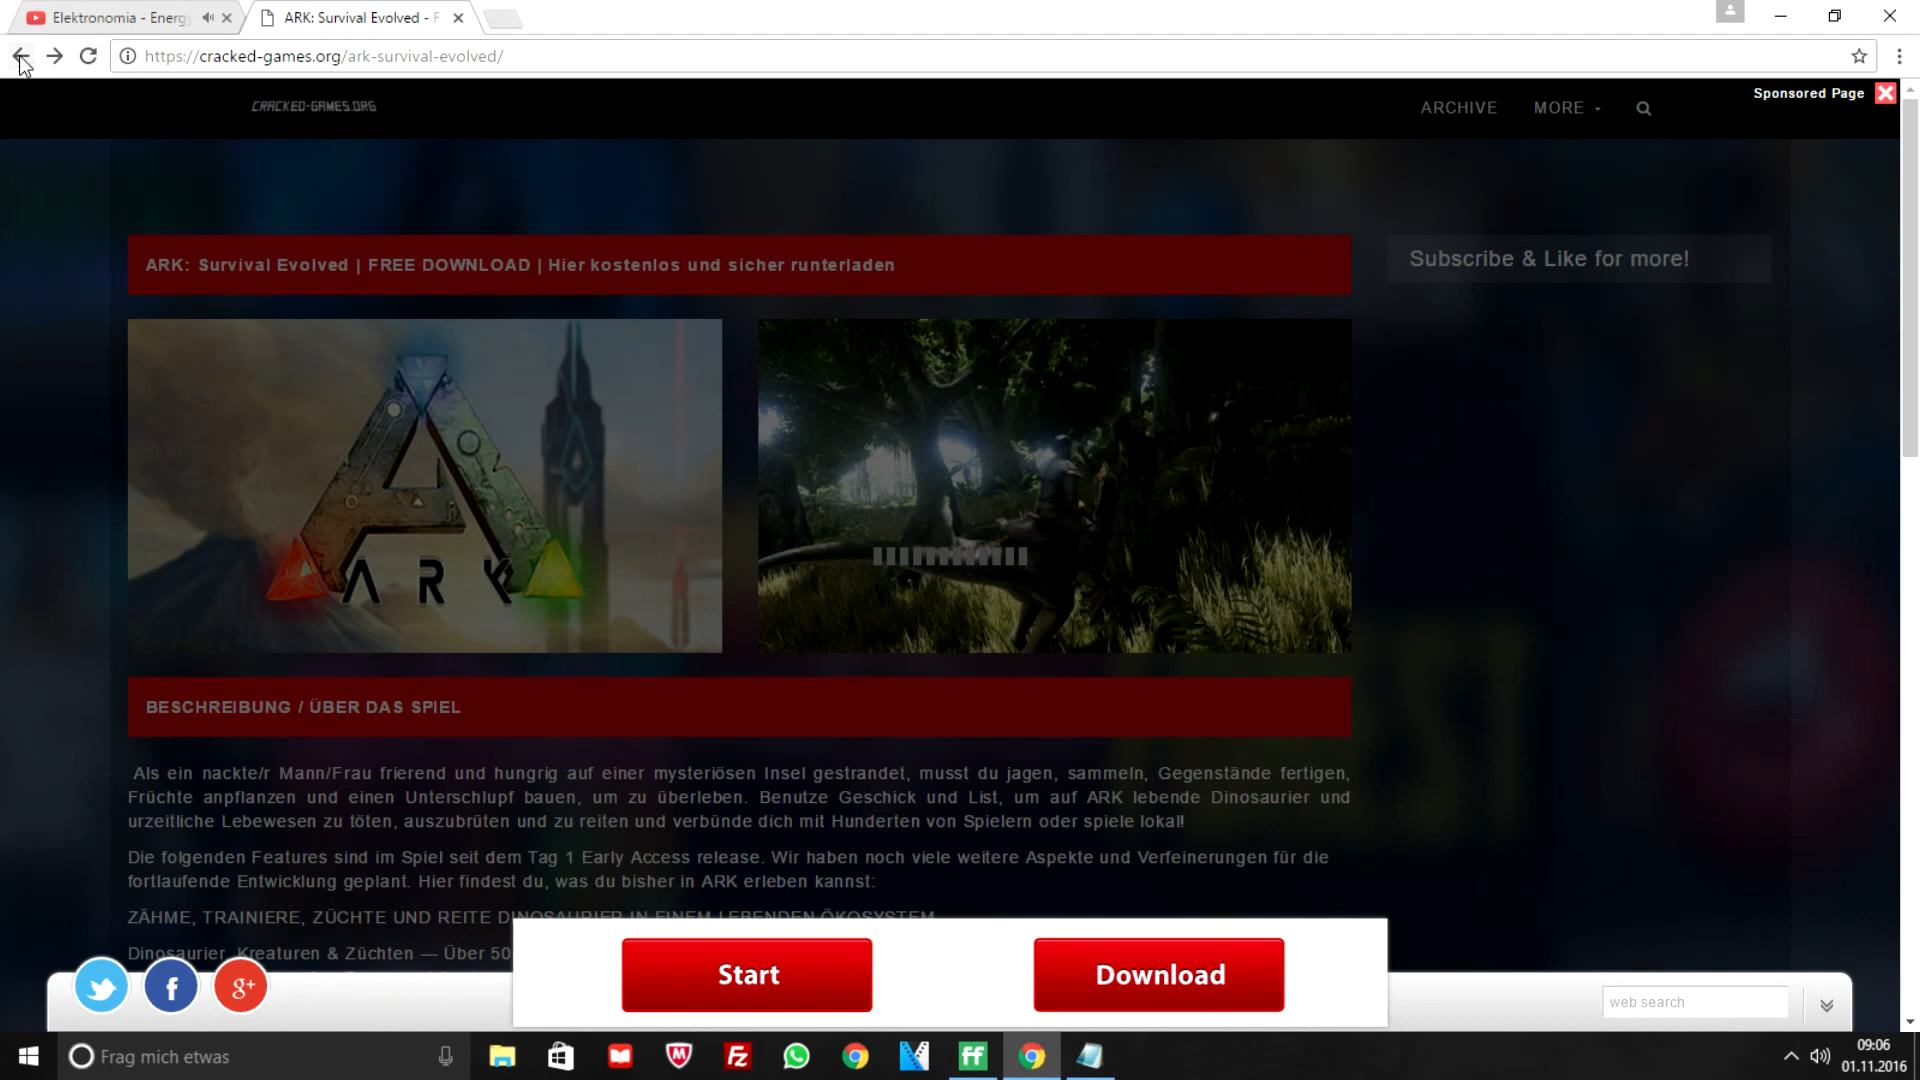 Elektronomia - Energ
ARK: Survival Evolved - F
https://cracked-games.org/ark-survival-evolved/
CRACKED-GAMES.ORG
ARCHIVE
MORE
Sponsored Page
ARK: Survival Evolved | FREE DOWNLOAD | Hier kostenlos und sicher runterladen
Subscribe & Like for more!
ARK
BESCHREIBUNG / ÜBER DAS SPIEL
Als ein nackte/r Mann/Frau frierend und hungrig auf einer mysteriösen Insel gestrandet, musst du jagen, sammeln, Gegenstände fertigen,
Früchte anpflanzen und einen Unterschlupf bauen, um zu überleben. Benutze Geschick und List, um auf ARK lebende Dinosaurier und
urzeitliche Lebewesen zu töten, auszubrüten und zu reiten und verbünde dich mit Hunderten von Spielern oder spiele lokal!
Die folgenden Features sind im Spiel seit dem Tag 1 Early Access release. Wir haben noch viele weitere Aspekte und Verfeinerungen für die
fortlaufende Entwicklung geplant. Hier findest du, was du bisher in ARK erleben kannst:
ZÄHME, TRAINIERE, ZÜCHTE UND REITE DINOSAURIER IN EINEM LEBENDEN ÖKOSYSTEM
Dinosaurier, Kreaturen & Züchten — Über 50
Start
Download
g+
web search
Frag mich etwas
Fz
ff
09:06
01.11.2016